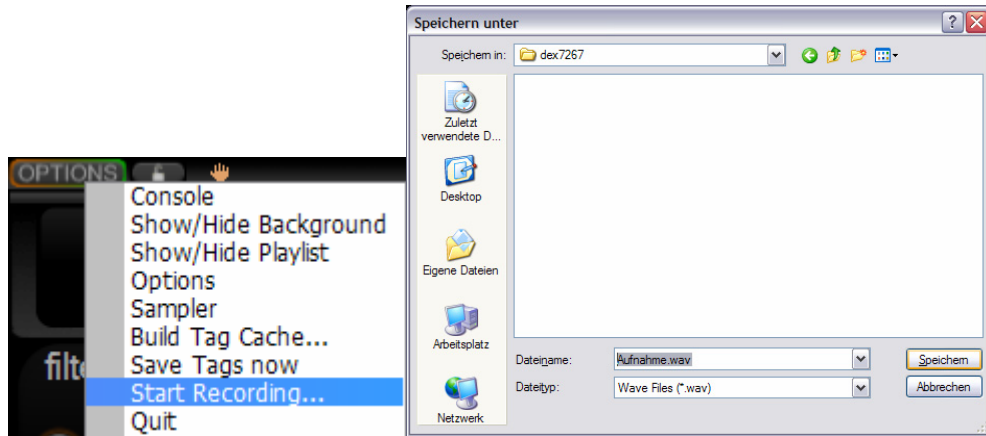 OPTIONS
Console
Show/Hide Background
Show/Hide Playlist
Options
Sampler
Build Tag Cache...
Save Tags now
Start Recording...
Quit
filte
Speichern unter
Speichern in:
dex7267
Zuletzt
verwendete D...
Desktop
Eigene Dateien
Arbeitsplatz
Netzwerk
Dateiname:
Aufnahme.wav
Speichern
Dateityp:
Wave Files (*.wav)
Abbrechen